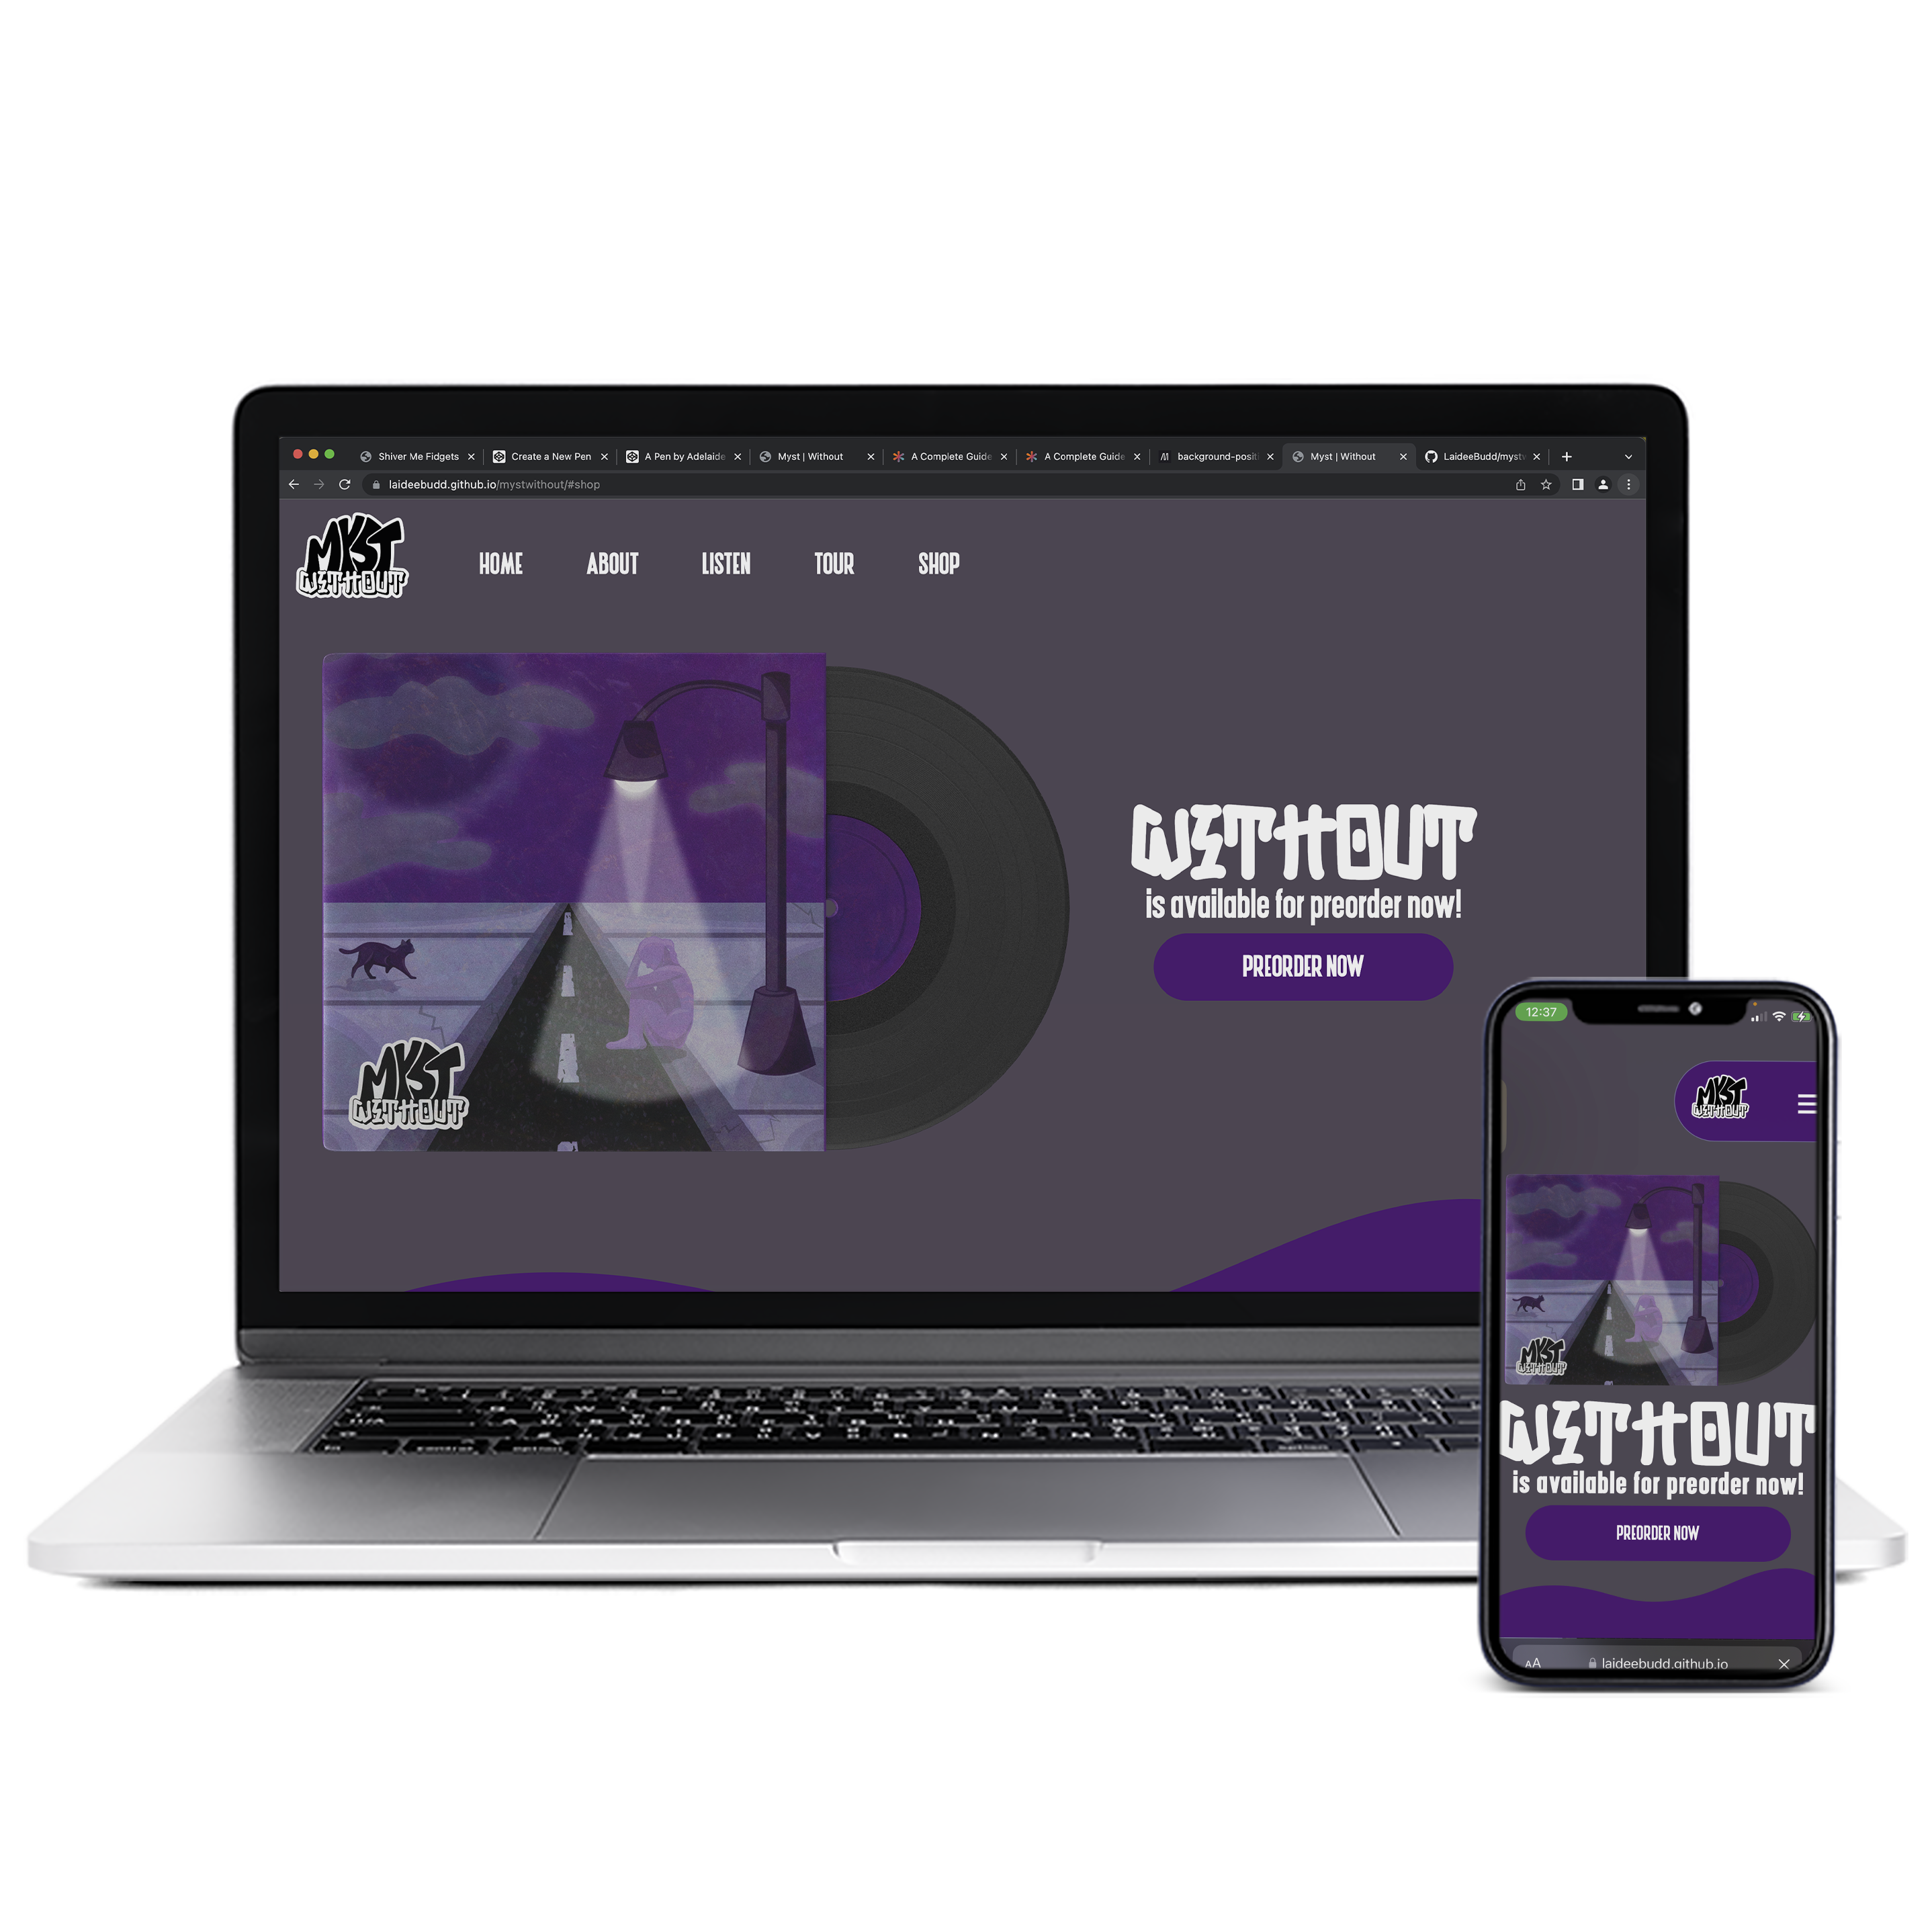 Shiver Me Fidgets
Create a New Pen
A Pen by Adelaide
Myst | Without
A Complete Guide
A Complete Guide
background-posit
Myst | Without
LaideeBudd/mystw
laideebudd.github.io/mystwithout/#shop
MYST
WITHOUT
HOME ABOUT LISTEN TOUR SHOP
MYST
WITHOUT
WITHOUT
is available for preorder now!
PREORDER NOW
12:37
MYST
WITHOUT
MYST
WITHOUT
WITHOUT
is available for preorder now!
PREORDER NOW
AA laideebudd.github.io